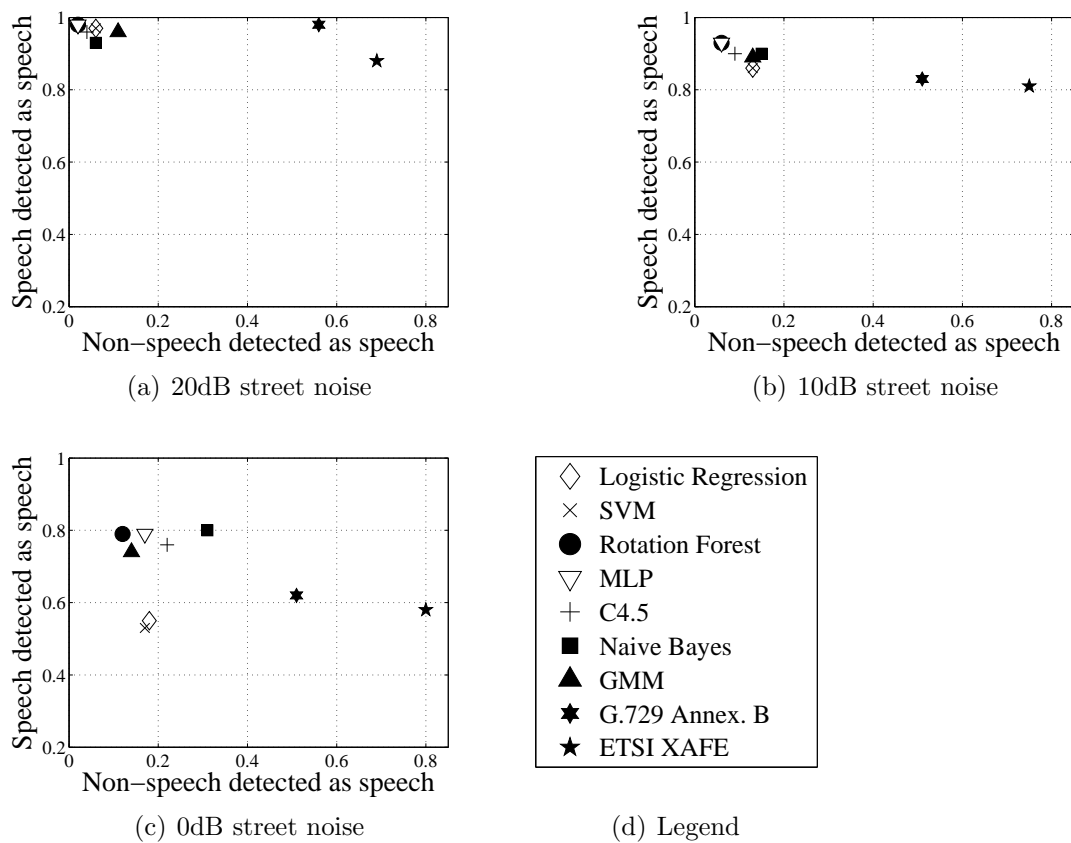 1
0.8
0.6
0.4
0.2
0
0.2
0.4
0.6
0.8
Speech detected as speech
Non−speech detected as speech
(a) 20dB street noise
1
0.8
0.6
0.4
0.2
0
0.2
0.4
0.6
0.8
Speech detected as speech
Non−speech detected as speech
(b) 10dB street noise
1
0.8
0.6
0.4
0.2
0
0.2
0.4
0.6
0.8
Speech detected as speech
Non−speech detected as speech
(c) 0dB street noise
Logistic Regression
SVM
Rotation Forest
MLP
C4.5
Naive Bayes
GMM
G.729 Annex. B
ETSI XAFE
(d) Legend